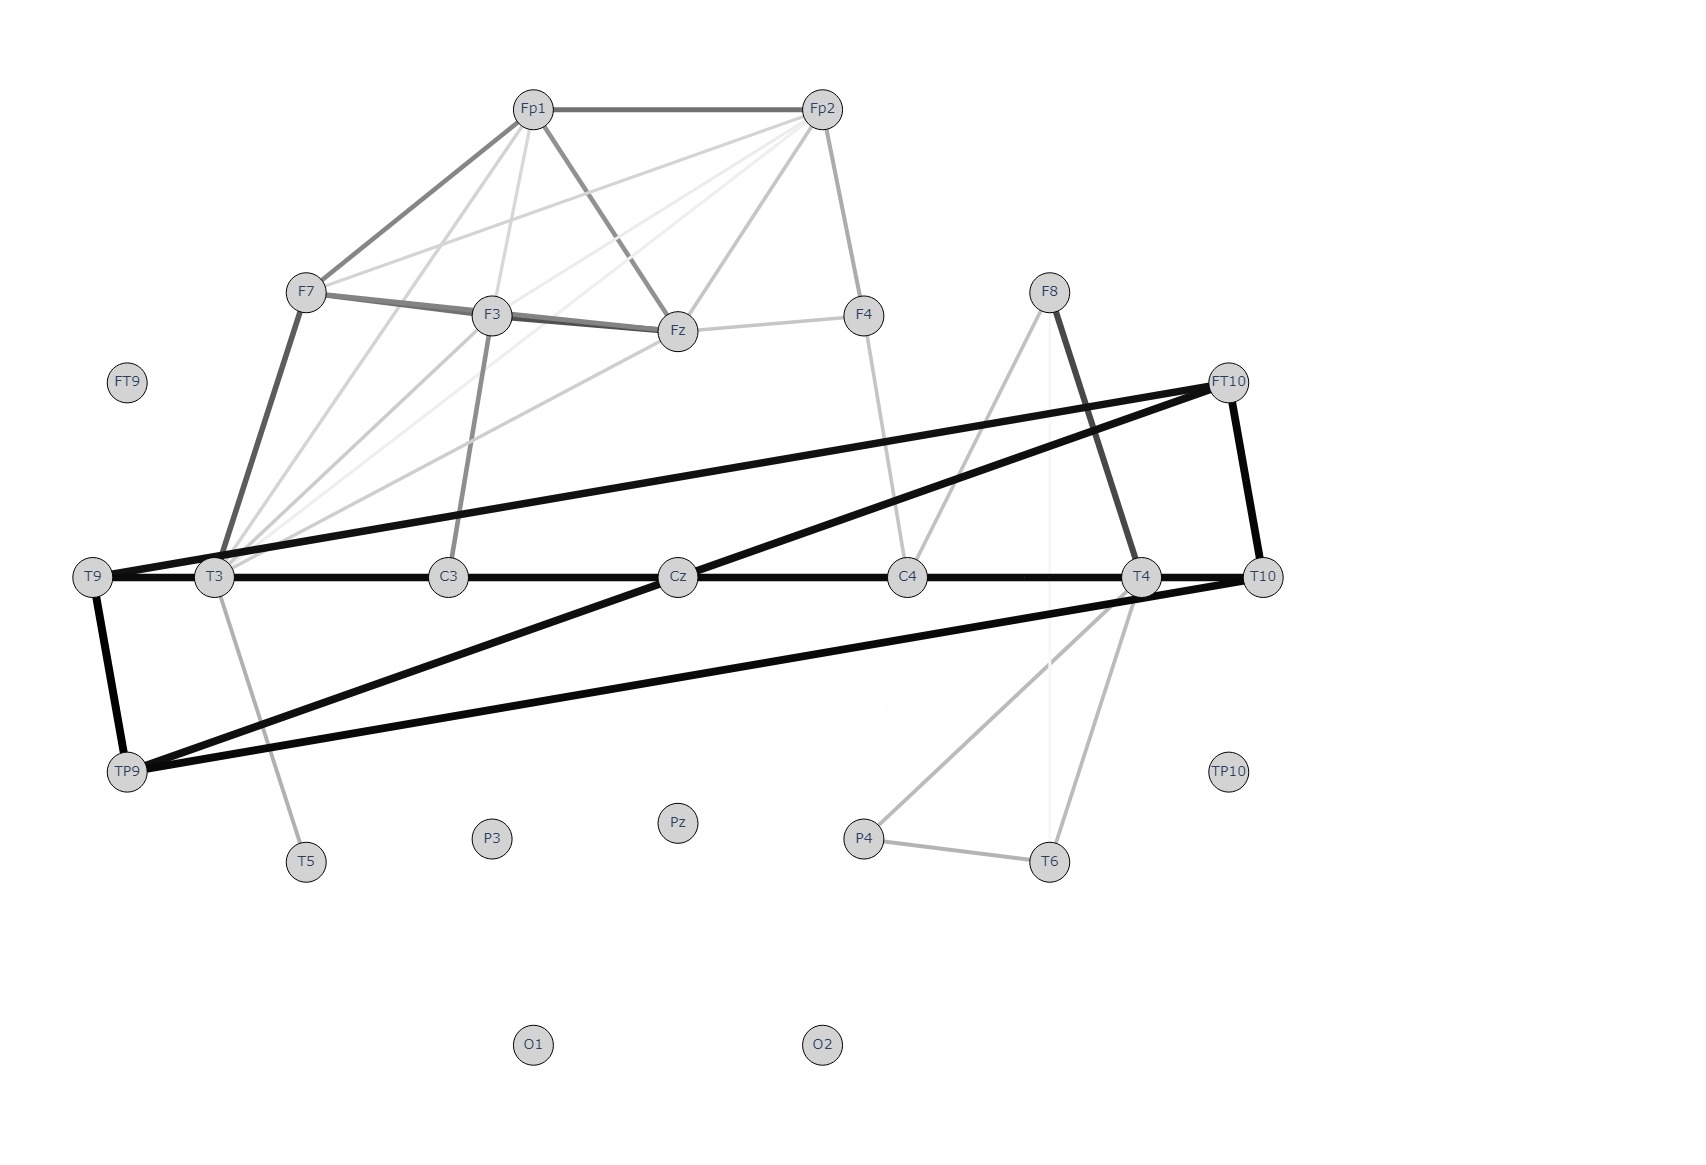 Fp1 Fp2
F7 F3 Fz F4 F8
FT9 FT10
T9 T3 C3 Cz C4 T4 T10
TP9 TP10
T5 P3 Pz P4 T6
O1 O2